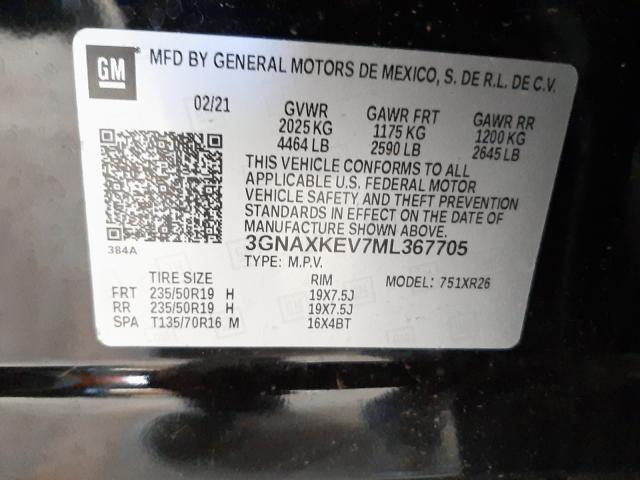 GM
MFD BY GENERAL MOTORS DE MEXICO, S. DE R.L. DE C.V.
02/21 GVWR GAWR FRT GAWR RR
2025 KG 1175 KG 1200 KG
4464 LB 2590 LB 2645 LB
THIS VEHICLE CONFORMS TO ALL
APPLICABLE U.S. FEDERAL MOTOR
VEHICLE SAFETY AND THEFT PREVENTION
STANDARDS IN EFFECT ON THE DATE OF
MANUFACTURE SHOWN ABOVE.
384A
3GNAXKEV7ML367705
TYPE: M.P.V.
TIRE SIZE RIM MODEL: 751XR26
FRT 235/50R19 H 19X7.5J
RR 235/50R19 H 19X7.5J
SPA T135/70R16 M 16X4BT